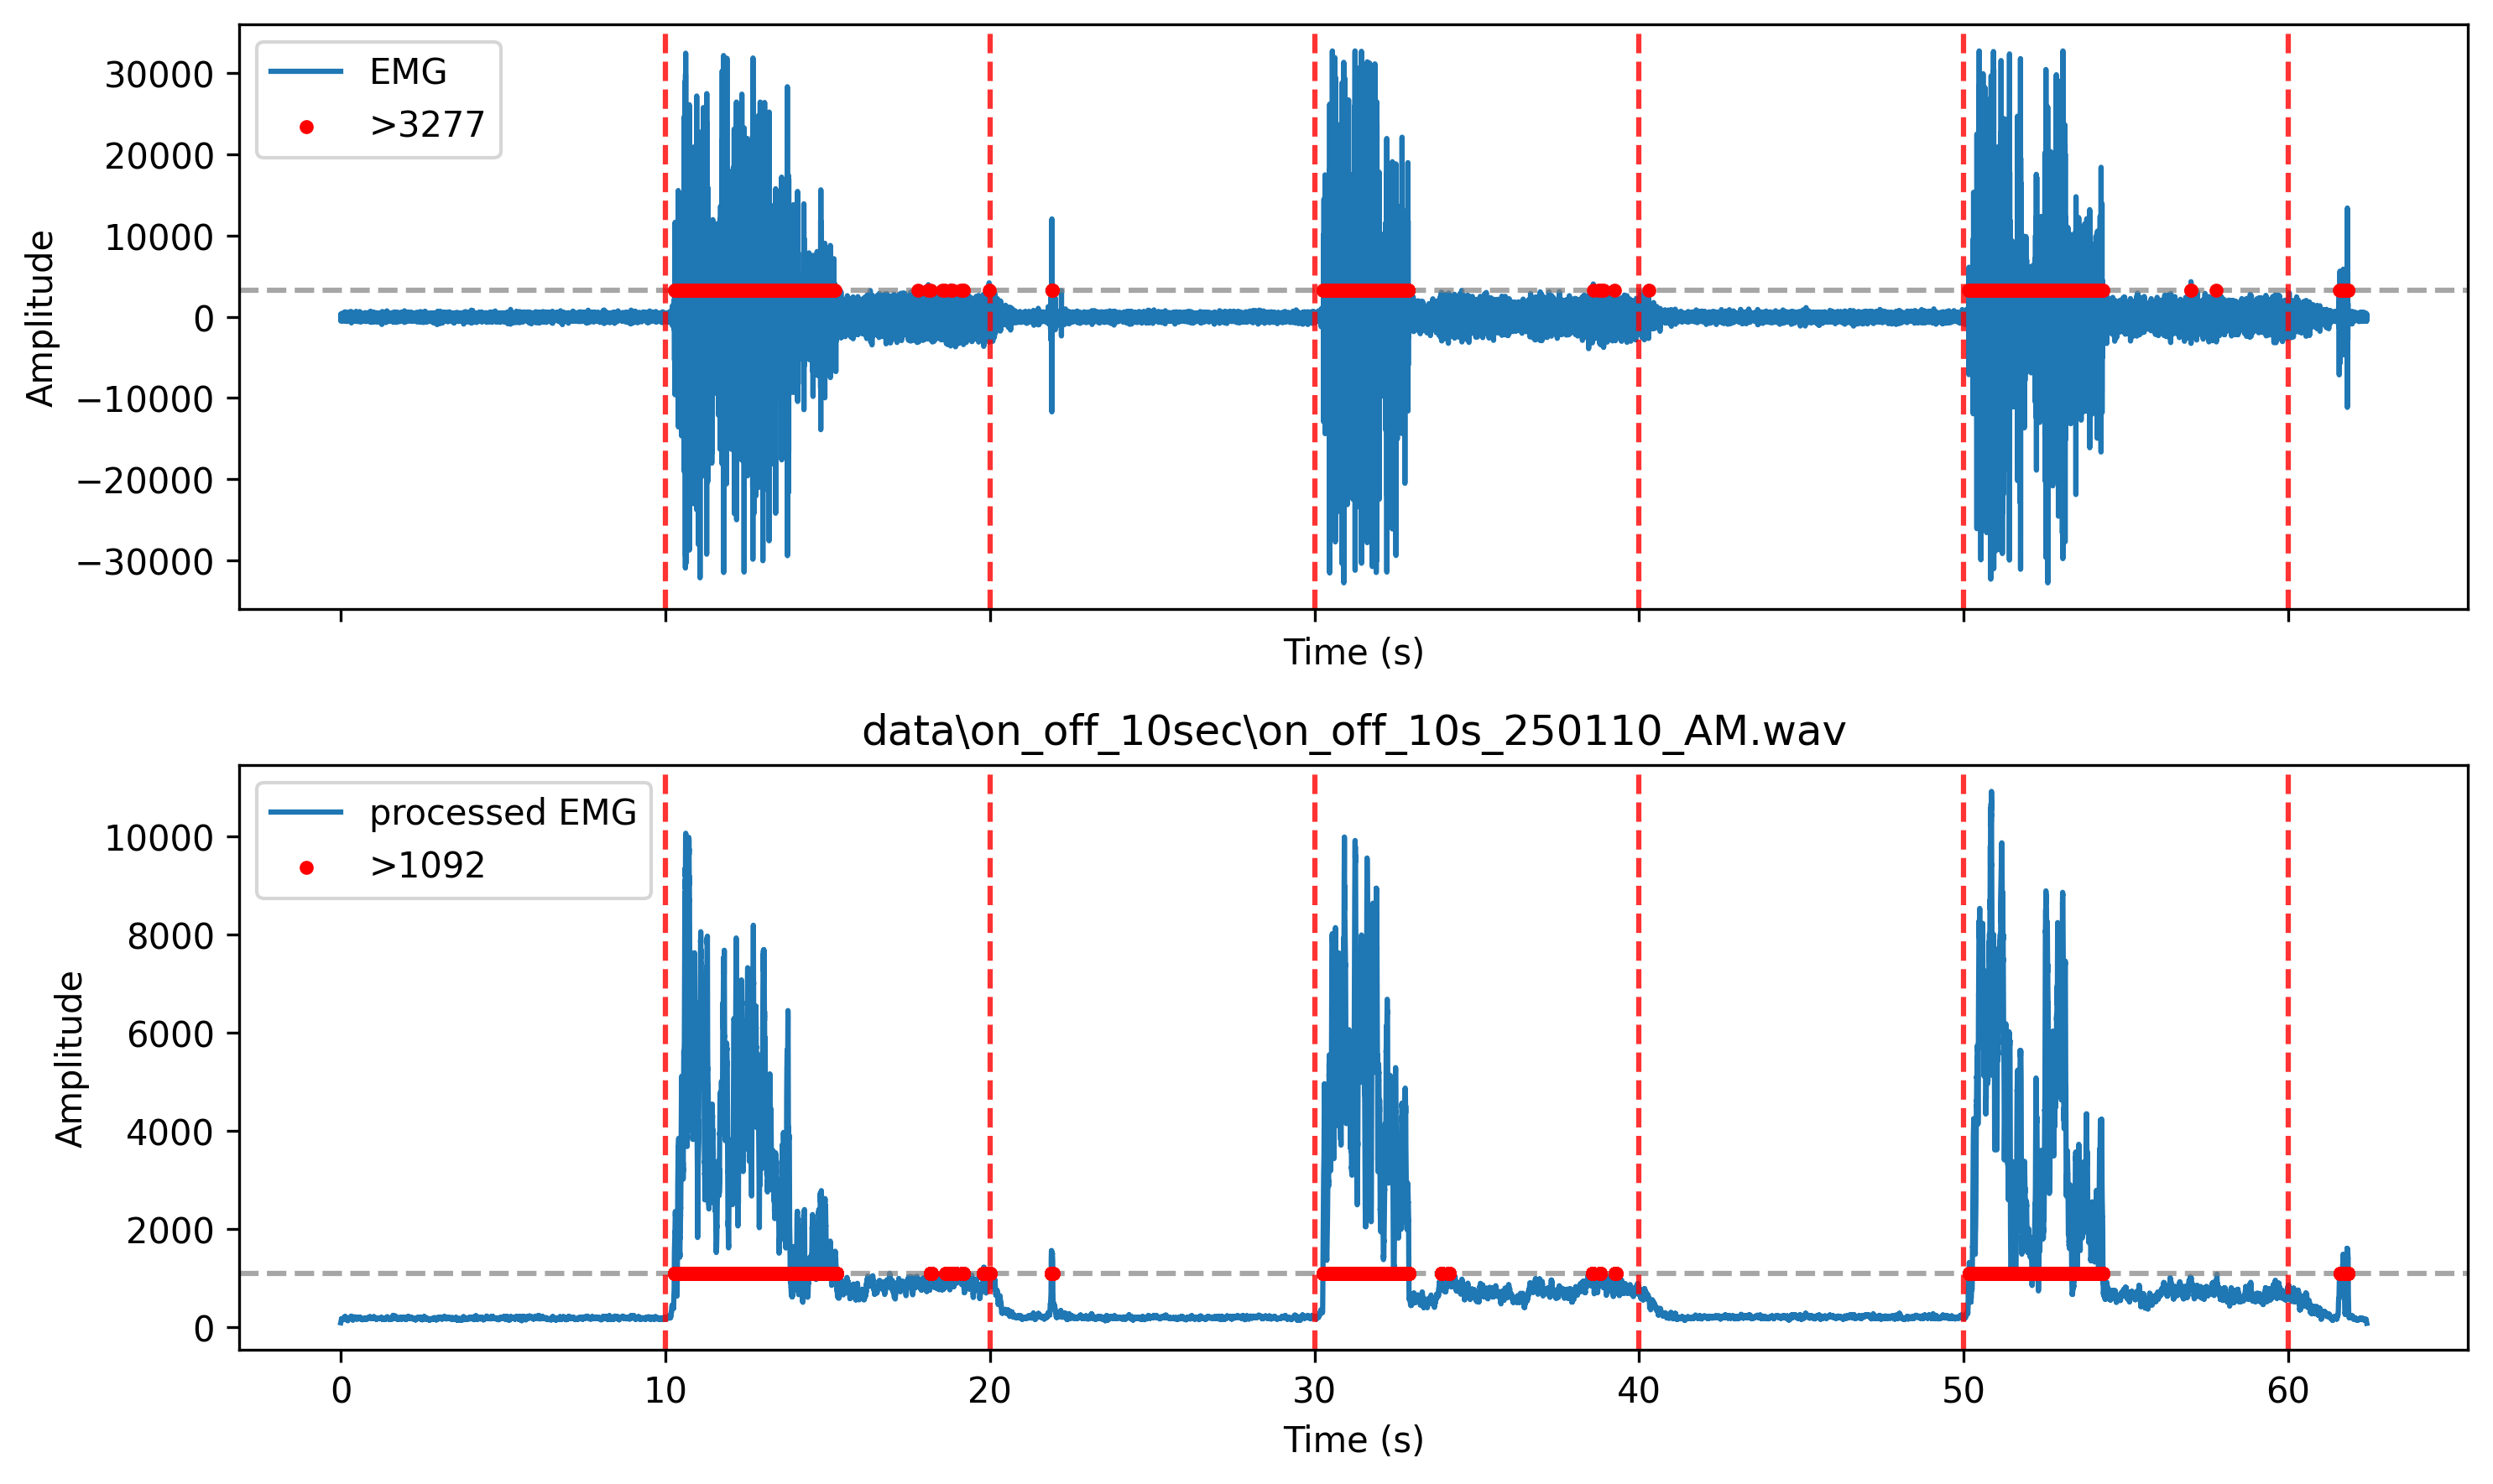 EMG
>3277
30000
20000
10000
0
−10000
−20000
−30000
Amplitude
Time (s)
data\on_off_10sec\on_off_10s_250110_AM.wav
processed EMG
>1092
10000
8000
6000
4000
2000
0
Amplitude
0 10 20 30 40 50 60
Time (s)